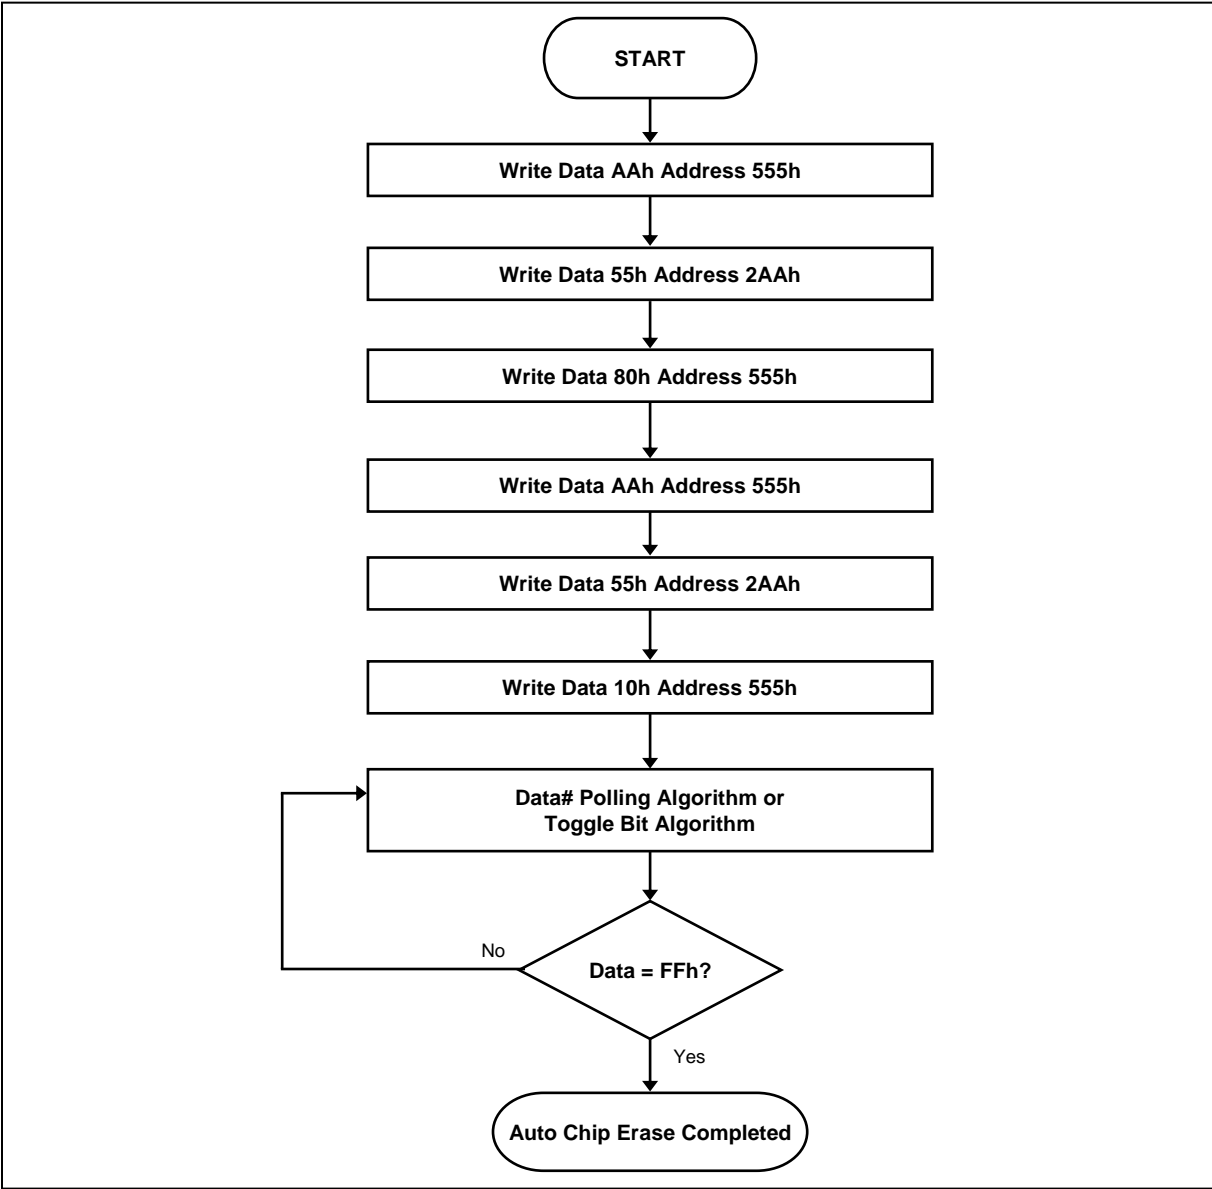 START
Write Data AAh Address 555h
Write Data 55h Address 2AAh
Write Data 80h Address 555h
Write Data AAh Address 555h
Write Data 55h Address 2AAh
Write Data 10h Address 555h
Data# Polling Algorithm or
Toggle Bit Algorithm
No
Data = FFh?
Yes
Auto Chip Erase Completed